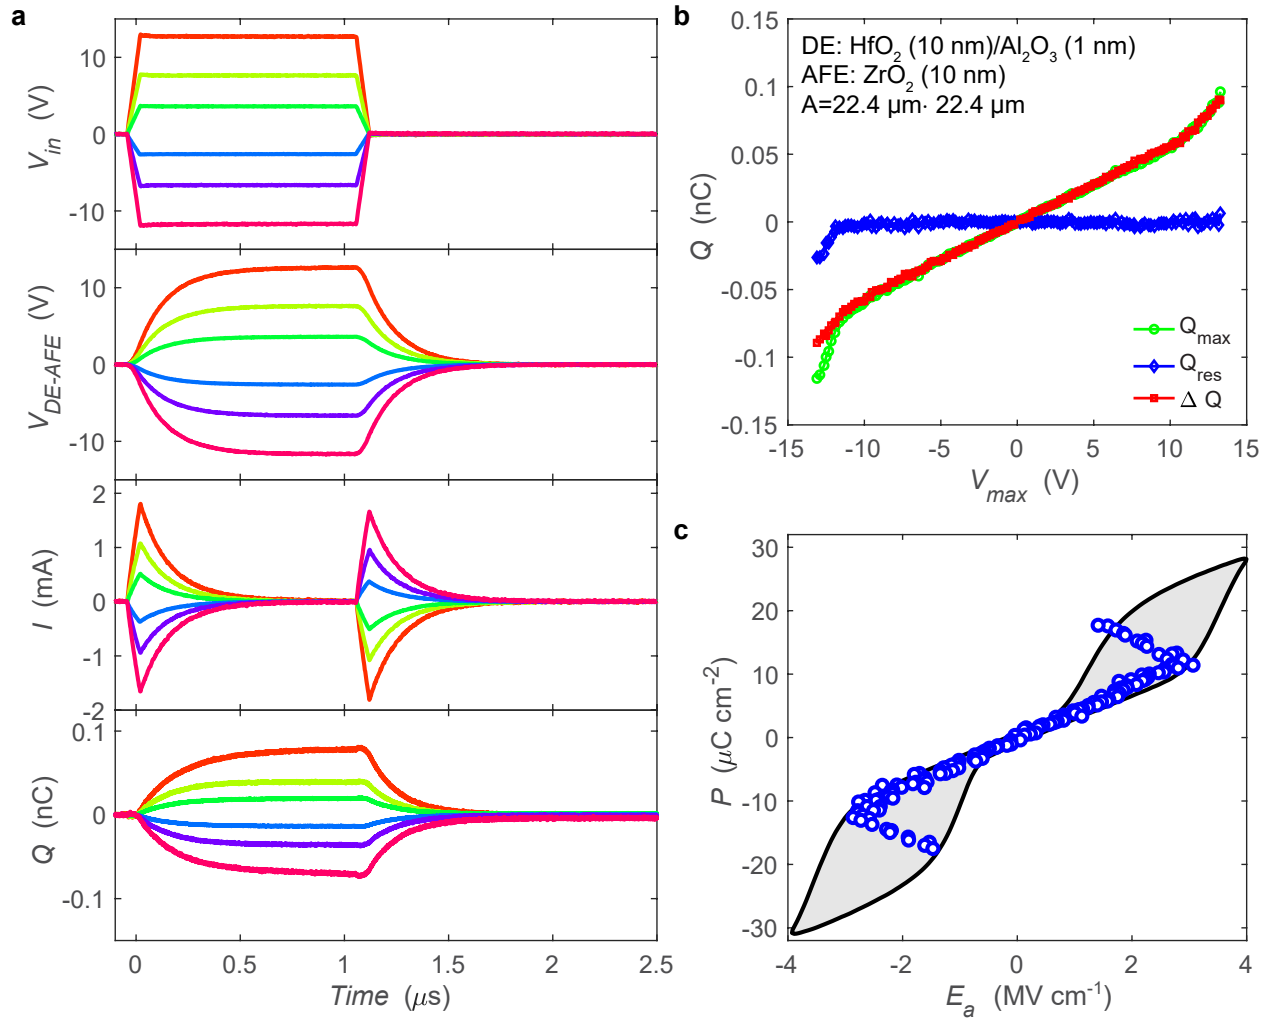 a
10
0
-10
V_in (V)
10
0
-10
V_DE-AFE (V)
2
1
0
-1
-2
I (mA)
0.1
0
-0.1
Q (nC)
0 0.5 1 1.5 2 2.5
Time (μs)
b
0.15
0.1
0.05
0
-0.05
-0.1
-0.15
Q (nC)
DE: HfO₂ (10 nm)/Al₂O₃ (1 nm)
AFE: ZrO₂ (10 nm)
A=22.4 μm· 22.4 μm
Q_max
Q_res
Δ Q
-15 -10 -5 0 5 10 15
V_max (V)
c
30
20
10
0
-10
-20
-30
P (μC cm⁻²)
-4 -2 0 2 4
E_a (MV cm⁻¹)